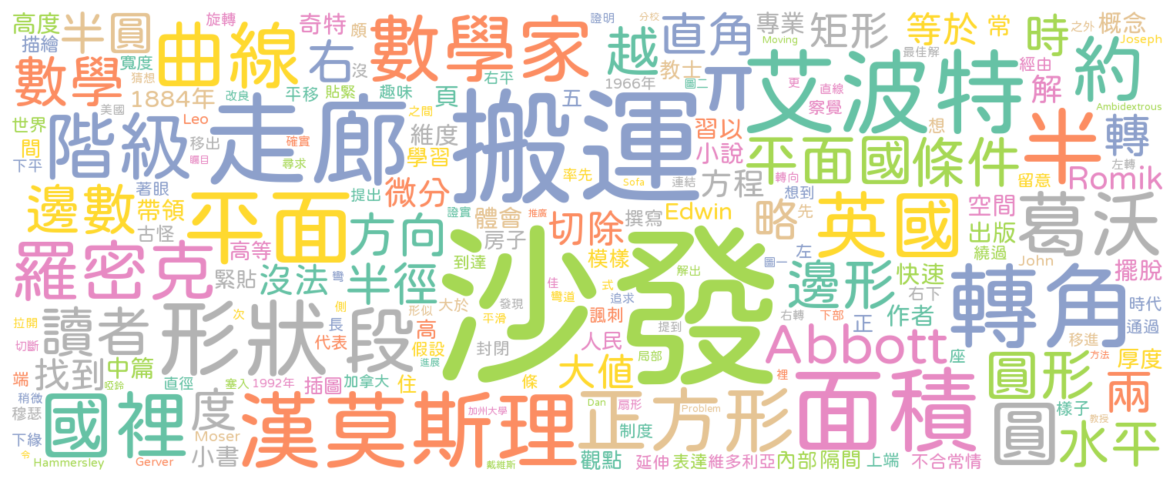 高度
半圓
曲線
旋轉
奇特
頗
數學家
證明
分校
越
直角
專業
矩形
等於
常
時
之外
概念
Moving
Joseph
描繪
寬度
猜想
右
沒
右平
1966年
教士
圖二
最佳解
經由
約
數學
1884年
改良
平移
貼緊
趣味
頁
五
π
更
直線
解
察覺
艾波特
Ambidextrous
美國
Leo
之間
確實
維度
習以
想
半
轉
世界
間
下平
階級
移出
囑目
走廊
尋求
學習
搬運
小說
平面國
條件
左轉
留意
Romik
邊數
著眼
提出
微分
率先
Sofa
連結
方程
轉向
想到
先
帶領
古怪
平面
證實
推廣
體會
切除
撰寫
Edwin
略
英國
空間
出版
葛沃
羅密克
高等
方向
房子
到達
模樣
繞過
John
緊貼
沒法
彎
半徑
沙發
解出
圖一
左
邊形
快速
右下
擺脫
佳
彎道
式
追求
諷刺
時代
讀者
形狀
段
側
形似
大於
發現
平滑
提到
下部
正
作者
轉角
通過
拉開
次
長
高
人民
右轉
Abbott
移進
切斷
代表
假設
封閉
局部
座
方法
找到
中篇
進展
圓形
厚度
端
直徑
塞入
插圖
加拿大
住
條
大值
裡
面積
兩
稍微
啞鈴
1992年
穆瑟
國裡
度
漢莫斯理
加州大學
Dan
扇形
正方形
Problem
圓
樣子
教授
下緣
Moser
制度
水平
令
小書
觀點
Hammersley
Gerver
戴維斯
延伸
表達
維多利亞
內部
隔間
上端
不合常情